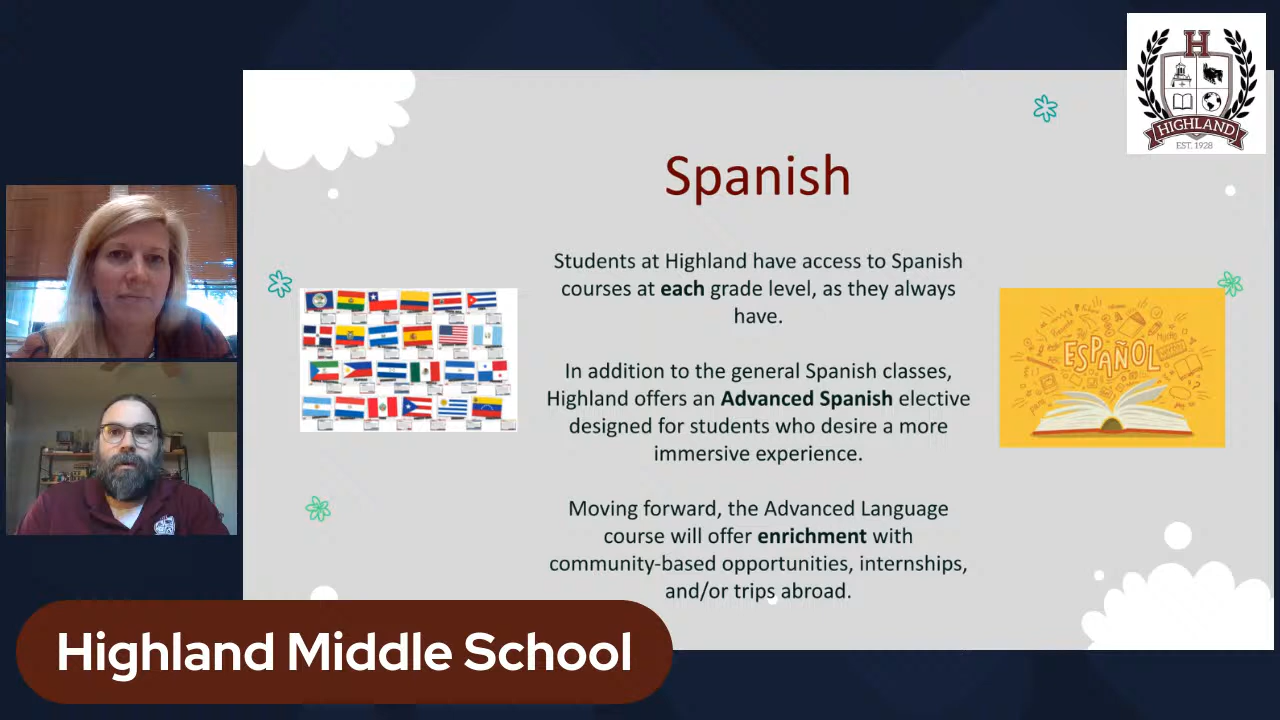 H
HIGHLAND
EST. 1928
Spanish
Students at Highland have access to Spanish
courses at each grade level, as they always
have.
In addition to the general Spanish classes,
Highland offers an Advanced Spanish elective
designed for students who desire a more
immersive experience.
Moving forward, the Advanced Language
course will offer enrichment with
community-based opportunities, internships,
and/or trips abroad.
ESPAÑOL
Highland Middle School